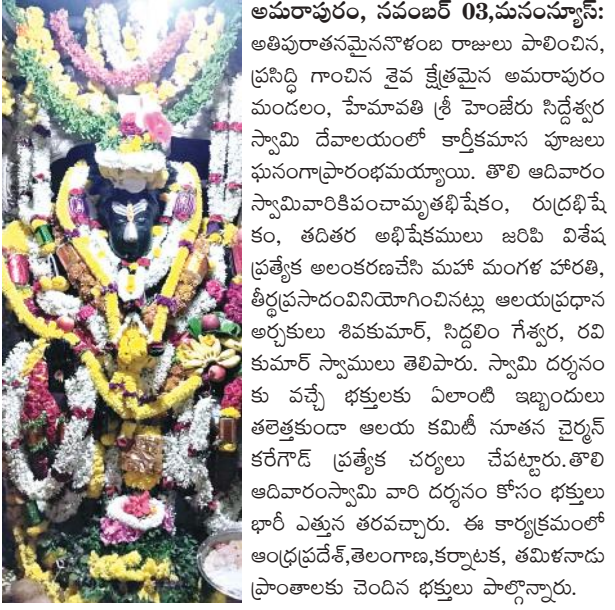 అమరాపురం, నవంబర్ 03,మనంన్యూస్:
అతిపురాతనమైననొళంబ రాజులు పాలించిన,
ప్రసిద్ధి గాంచిన శైవ క్షేత్రమైన అమరాపురం
మండలం, హేమావతి శ్రీ హెంజేరు సిద్దేశ్వర
స్వామి దేవాలయంలో కార్తీకమాస పూజలు
ఘనంగాప్రారంభమయ్యాయి. తొలి ఆదివారం
స్వామివారికిపంచామృతభిషేకం, రుద్రభిషే
కం, తదితర అభిషేకములు జరిపి విశేష
ప్రత్యేక అలంకరణచేసి మహా మంగళ హారతి,
తీర్థప్రసాదంవినియోగించినట్లు ఆలయప్రధాన
అర్చకులు శివకుమార్, సిద్దలిం గేశ్వర, రవి
కుమార్ స్వాములు తెలిపారు. స్వామి దర్శనం
కు వచ్చే భక్తులకు ఏలాంటి ఇబ్బందులు
తలెత్తకుండా ఆలయ కమిటీ నూతన చైర్మన్
కరేగౌడ్ ప్రత్యేక చర్యలు చేపట్టారు.తొలి
ఆదివారంస్వామి వారి దర్శనం కోసం భక్తులు
భారీ ఎత్తున తరవచ్చారు. ఈ కార్యక్రమంలో
ఆంధ్రప్రదేశ్,తెలంగాణ,కర్నాటక, తమిళనాడు
ప్రాంతాలకు చెందిన భక్తులు పాల్గొన్నారు.